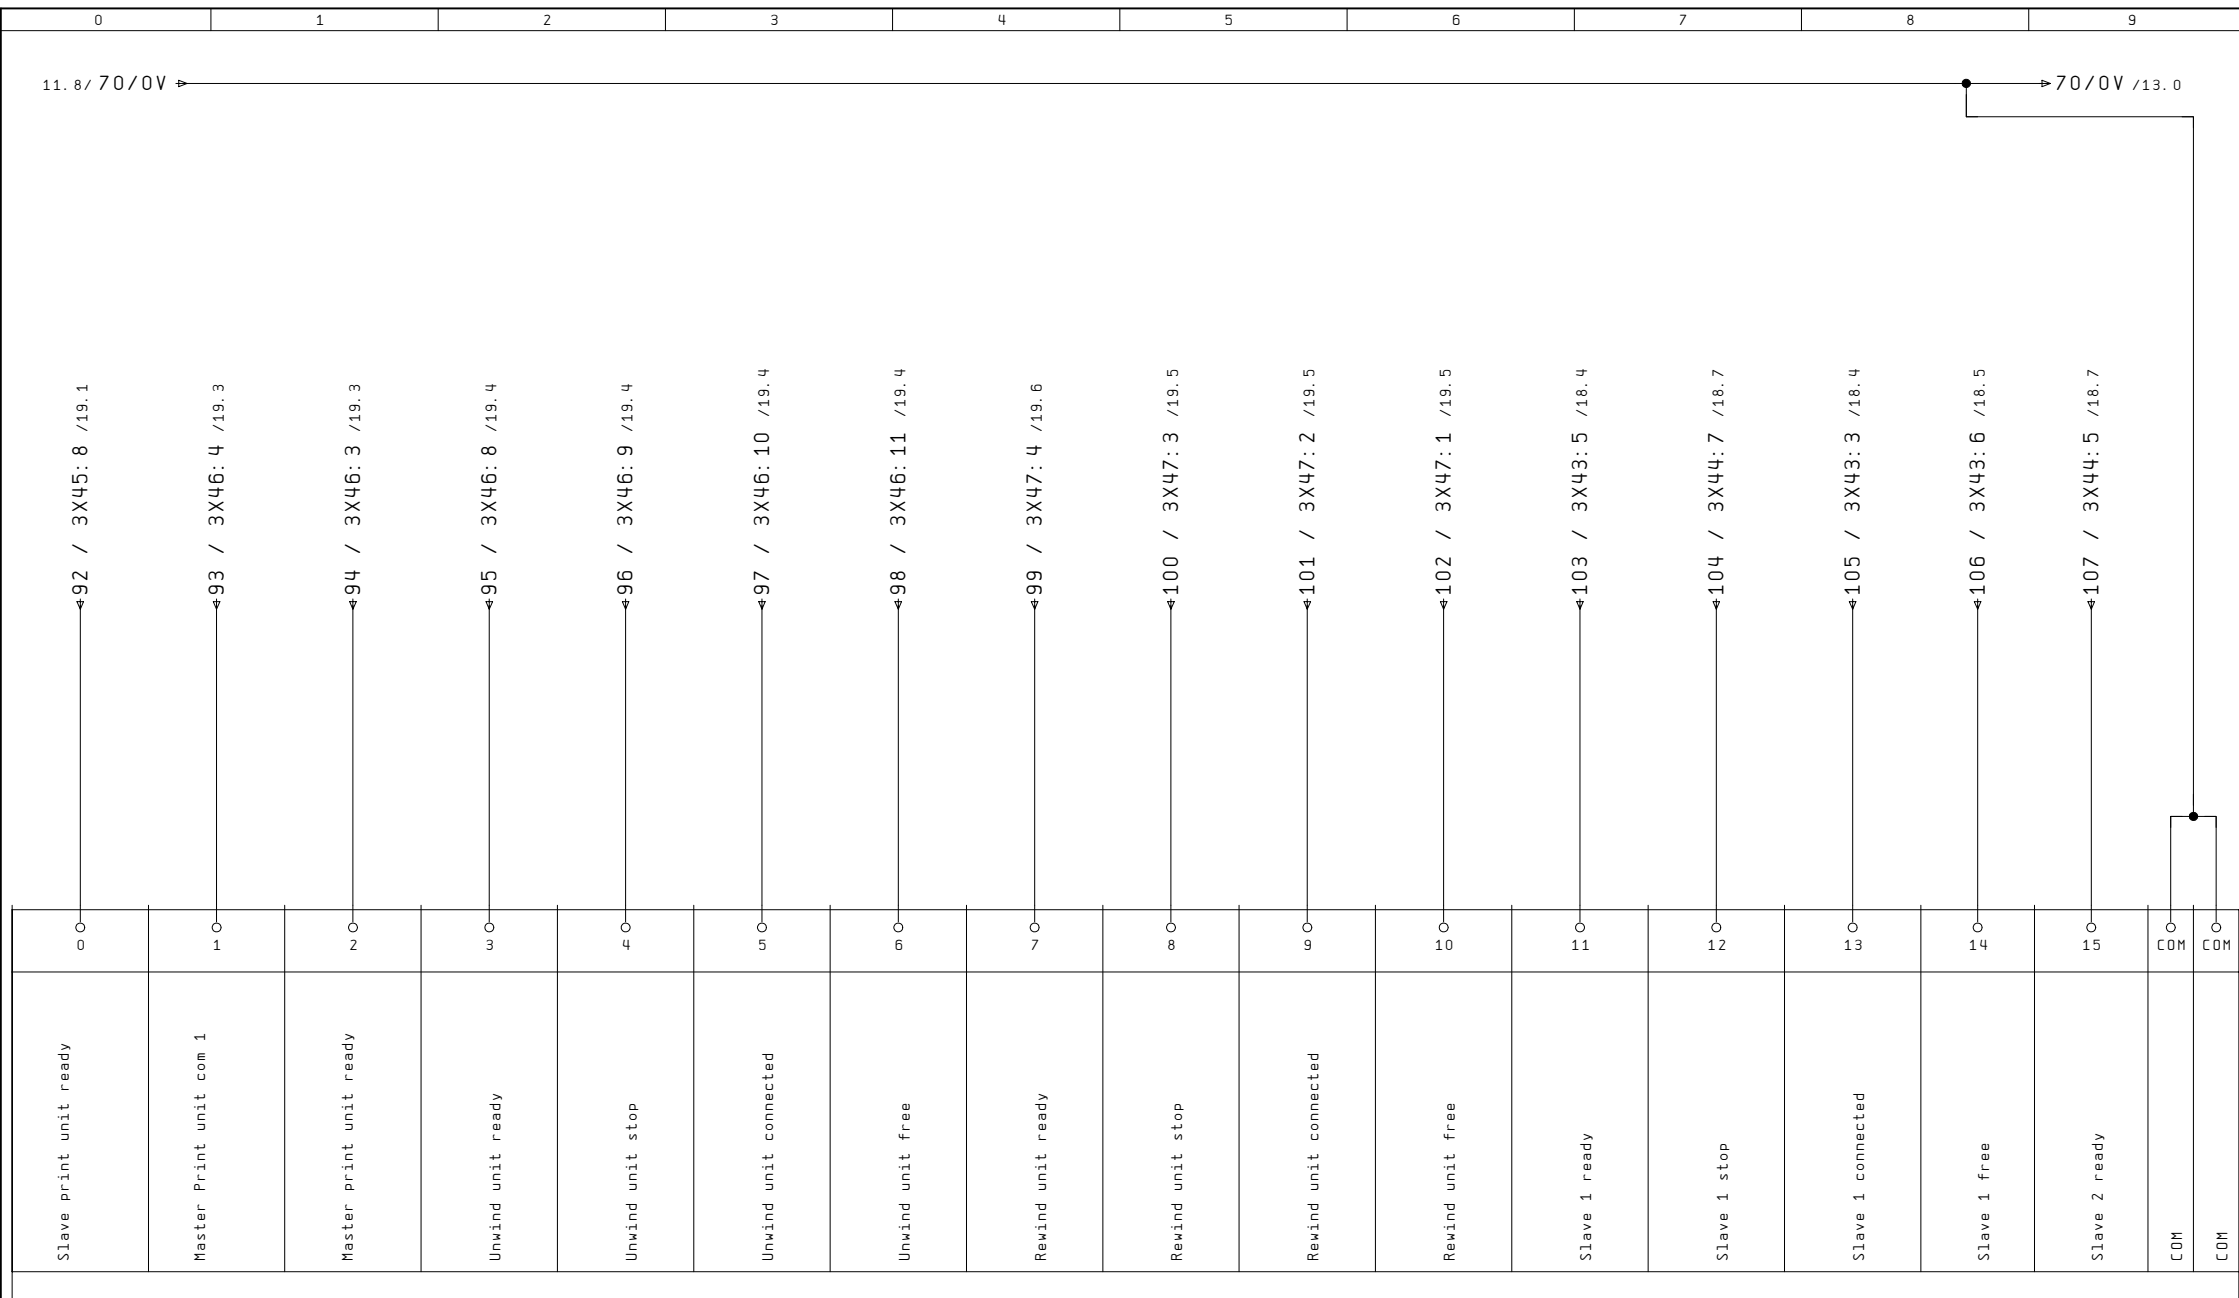 0 1 2 3 4 5 6 7 8 9
11.8/ 70/0V 70/0V /13.0
92 / 3X45:8 /19.1
93 / 3X46:4 /19.3
94 / 3X46:3 /19.3
95 / 3X46:8 /19.4
96 / 3X46:9 /19.4
97 / 3X46:10 /19.4
98 / 3X46:11 /19.4
99 / 3X47:4 /19.6
100 / 3X47:3 /19.5
101 / 3X47:2 /19.5
102 / 3X47:1 /19.5
103 / 3X43:5 /18.4
104 / 3X44:7 /18.7
105 / 3X43:3 /18.4
106 / 3X43:6 /18.5
107 / 3X44:5 /18.7
0 1 2 3 4 5 6 7 8 9 10 11 12 13 14 15 COM COM
Slave print unit ready
Master Print unit com 1
Master print unit ready
Unwind unit ready
Unwind unit stop
Unwind unit connected
Unwind unit free
Rewind unit ready
Rewind unit stop
Rewind unit connected
Rewind unit free
Slave 1 ready
Slave 1 stop
Slave 1 connected
Slave 1 free
Slave 2 ready
COM
COM